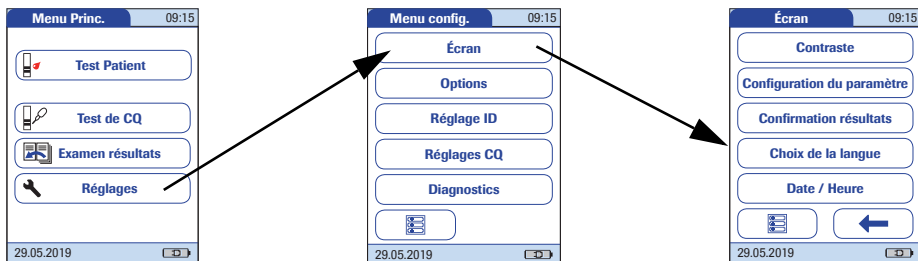 Menu Princ. 09:15
Test Patient
Test de CQ
Examen résultats
Réglages
29.05.2019
Menu config. 09:15
Écran
Options
Réglage ID
Réglages CQ
Diagnostics
29.05.2019
Écran 09:15
Contraste
Configuration du paramètre
Confirmation résultats
Choix de la langue
Date / Heure
29.05.2019